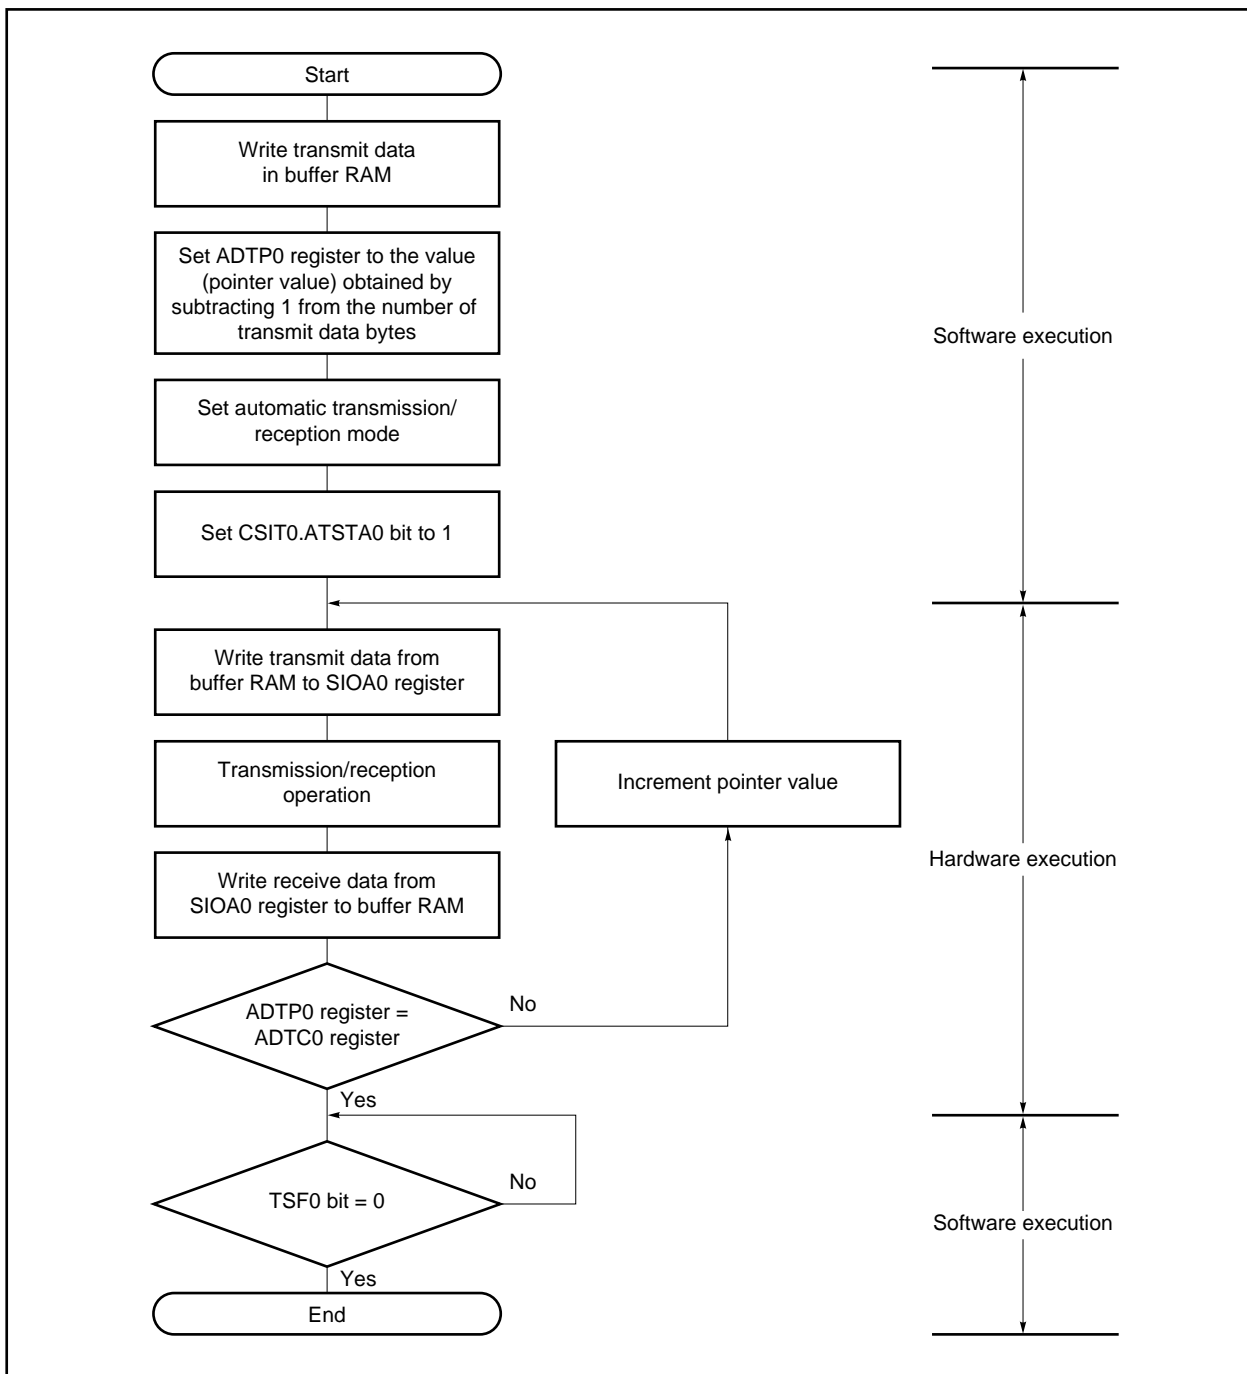 Start
Write transmit data
in buffer RAM
Set ADTP0 register to the value
(pointer value) obtained by
subtracting 1 from the number of
transmit data bytes
Software execution
Set automatic transmission/
reception mode
Set CSIT0.ATSTA0 bit to 1
Write transmit data from
buffer RAM to SIOA0 register
Transmission/reception
operation
Increment pointer value
Hardware execution
Write receive data from
SIOA0 register to buffer RAM
ADTP0 register =
ADTC0 register
No
Yes
TSF0 bit = 0
No
Software execution
Yes
End